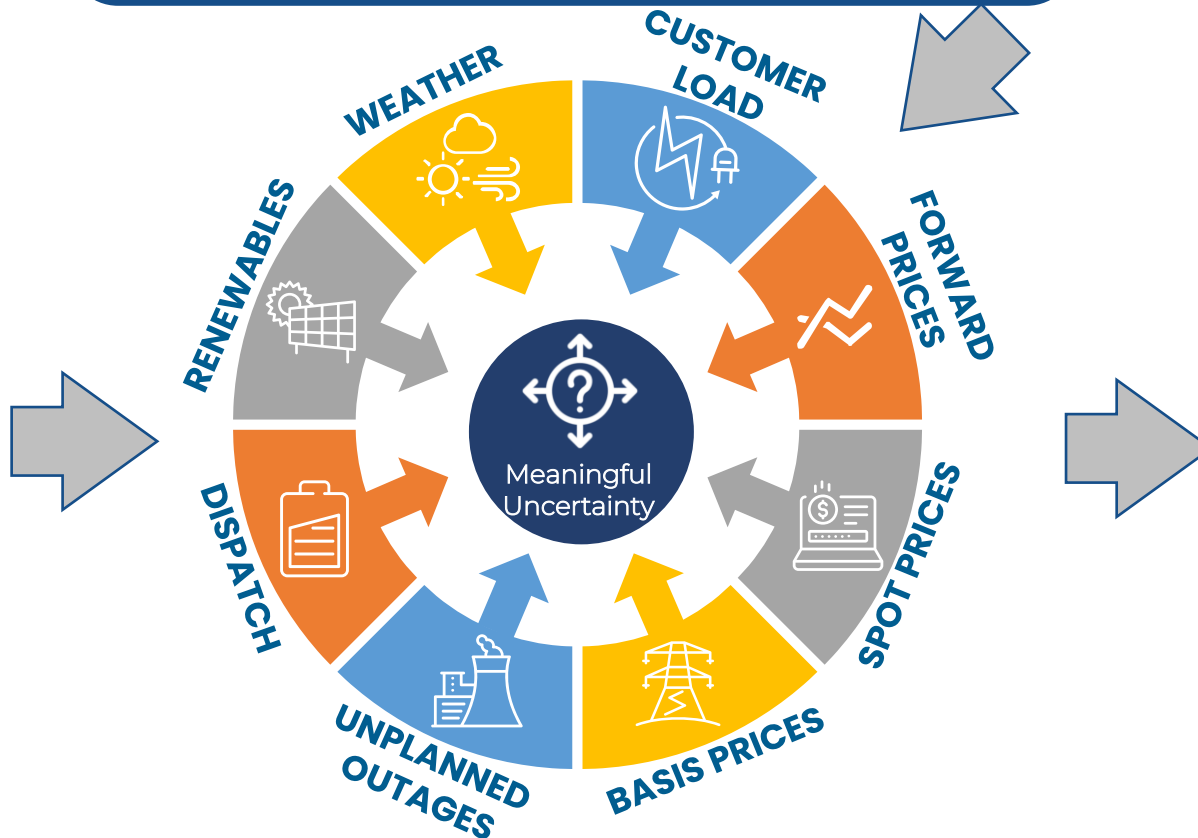 CUSTOMER
LOAD
WEATHER
FORWARD
PRICES
RENEWABLES
?
Meaningful
Uncertainty
SPOT PRICES
$
DISPATCH
BASIS PRICES
UNPLANNED
OUTAGES